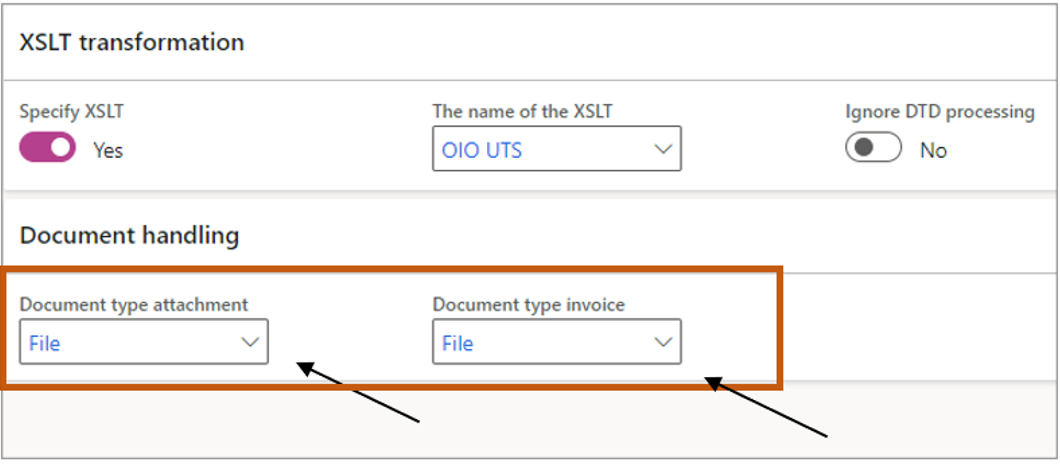 XSLT transformation
Specify XSLT The name of the XSLT Ignore DTD processing
Yes OIO UTS No
Document handling
Document type attachment Document type invoice
File File